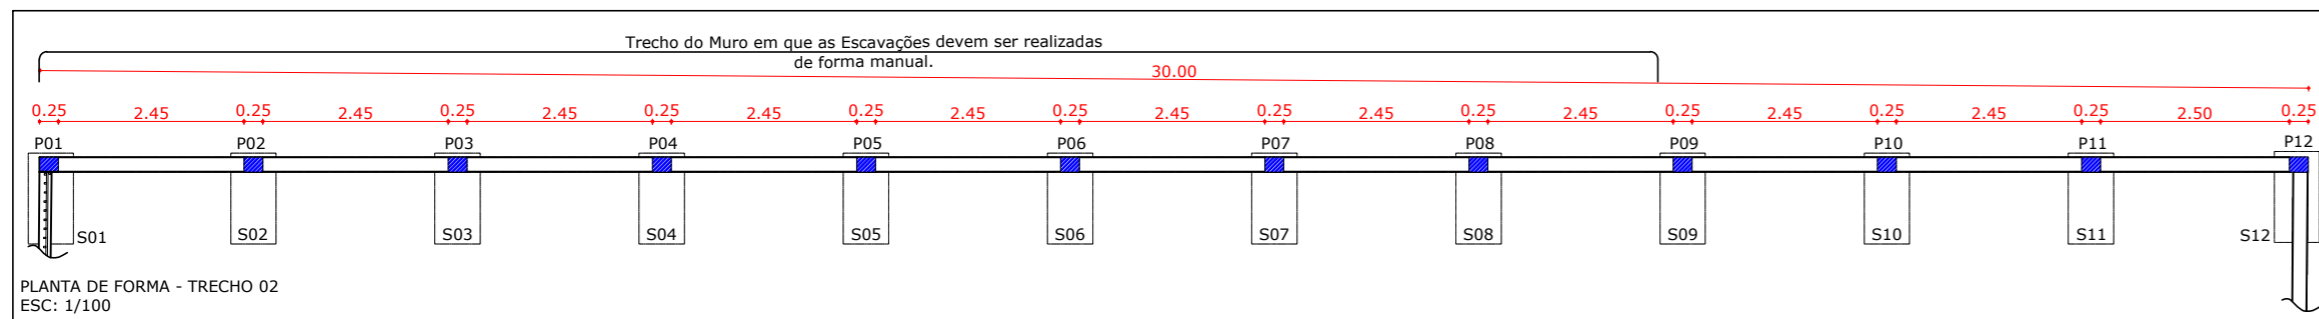 Trecho do Muro em que as Escavações devem ser realizadas
de forma manual.
30.00
0.25 2.45 0.25 2.45 0.25 2.45 0.25 2.45 0.25 2.45 0.25 2.45 0.25 2.45 0.25 2.45 0.25 2.45 0.25 2.45 0.25 2.50 0.25
P01 P02 P03 P04 P05 P06 P07 P08 P09 P10 P11 P12
S01 S02 S03 S04 S05 S06 S07 S08 S09 S10 S11 S12
PLANTA DE FORMA - TRECHO 02
ESC: 1/100